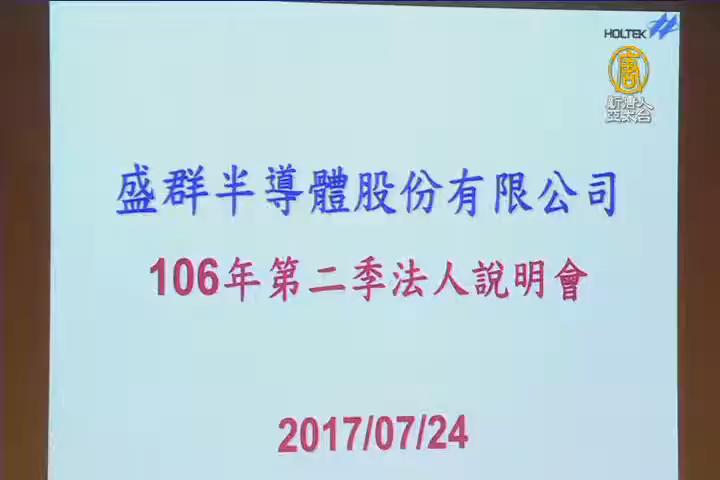 HOLTEK
唐
新唐人
亞太台
盛群半導體股份有限公司
106年第二季法人說明會
2017/07/24